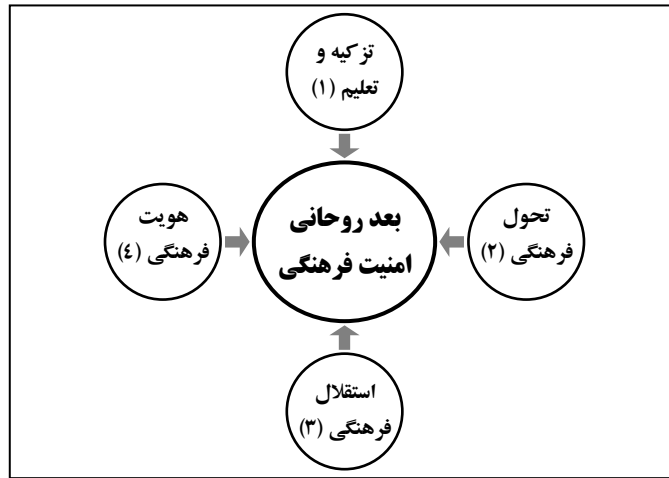 تزکیه و
تعلیم (۱)
بعد روحانی
امنیت فرهنگی
تحول
فرهنگی (۲)
استقلال
فرهنگی (۳)
هویت
فرهنگی (٤)